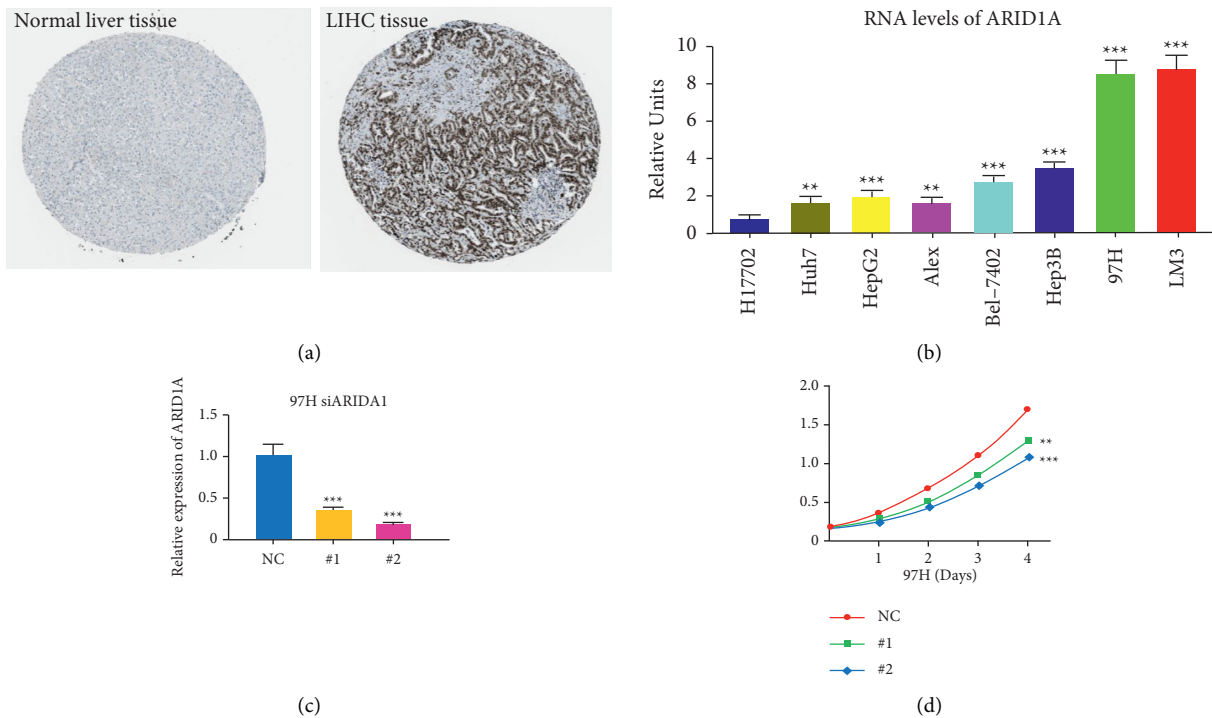 Normal liver tissue
LIHC tissue
(a)
RNA levels of ARID1A
Relative Units
10
8
6
4
2
0
***
***
***
***
**
***
**
H17702
Huh7
HepG2
Alex
Bel-7402
Hep3B
97H
LM3
(b)
97H siARIDA1
Relative expression of ARID1A
1.5
1.0
0.5
0
***
***
NC
#1
#2
(c)
2.0
1.5
1.0
0.5
0
**
***
1
2
3
4
97H (Days)
NC
#1
#2
(d)